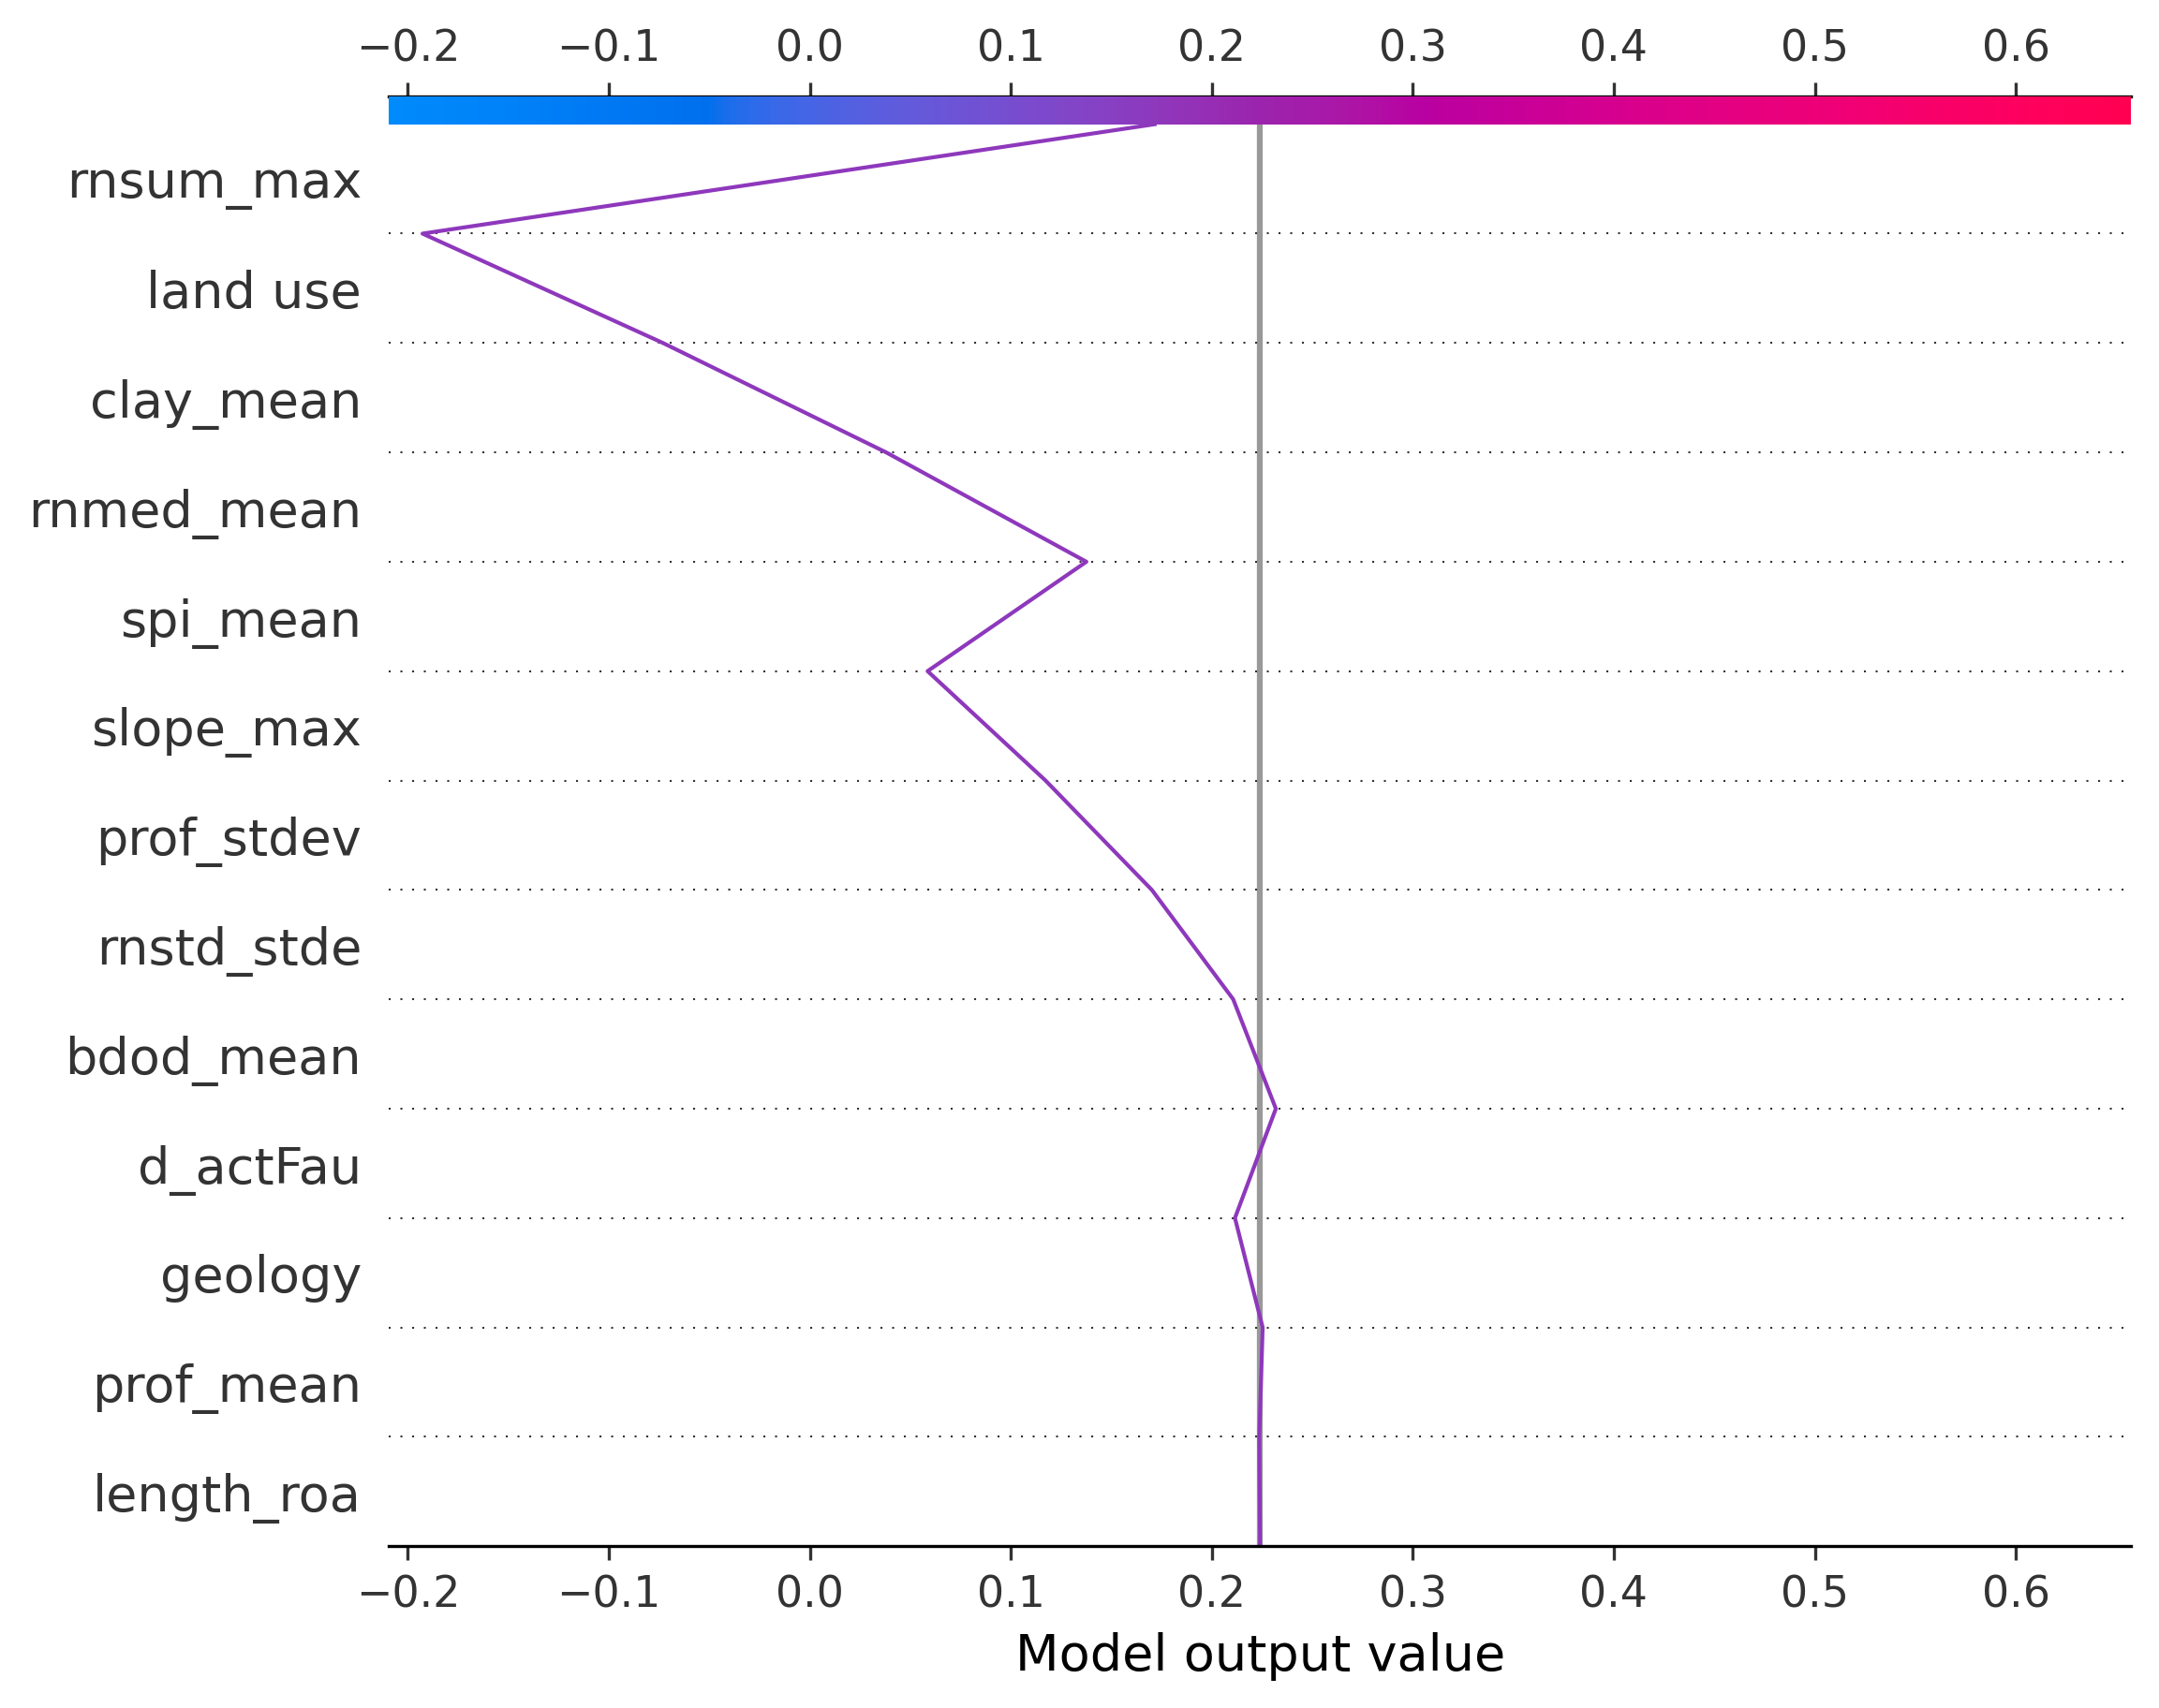 −0.2 −0.1 0.0 0.1 0.2 0.3 0.4 0.5 0.6
rnsum_max
land use
clay_mean
rnmed_mean
spi_mean
slope_max
prof_stdev
rnstd_stde
bdod_mean
d_actFau
geology
prof_mean
length_roa
−0.2 −0.1 0.0 0.1 0.2 0.3 0.4 0.5 0.6
Model output value